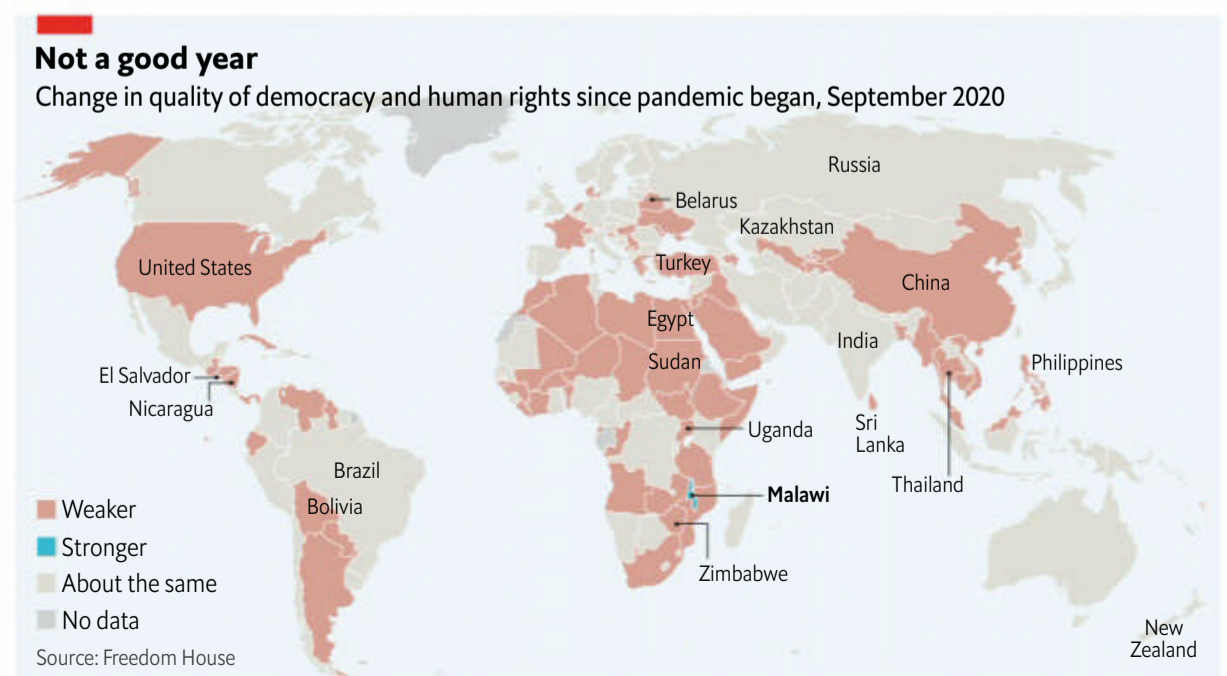 Not a good year
Change in quality of democracy and human rights since pandemic began, September 2020
Russia
Belarus
Kazakhstan
United States
Turkey
China
Egypt
India
Sudan
Philippines
El Salvador
Nicaragua
Uganda
Sri
Lanka
Brazil
Thailand
Malawi
Bolivia
Zimbabwe
Weaker
Stronger
About the same
No data
New
Zealand
Source: Freedom House